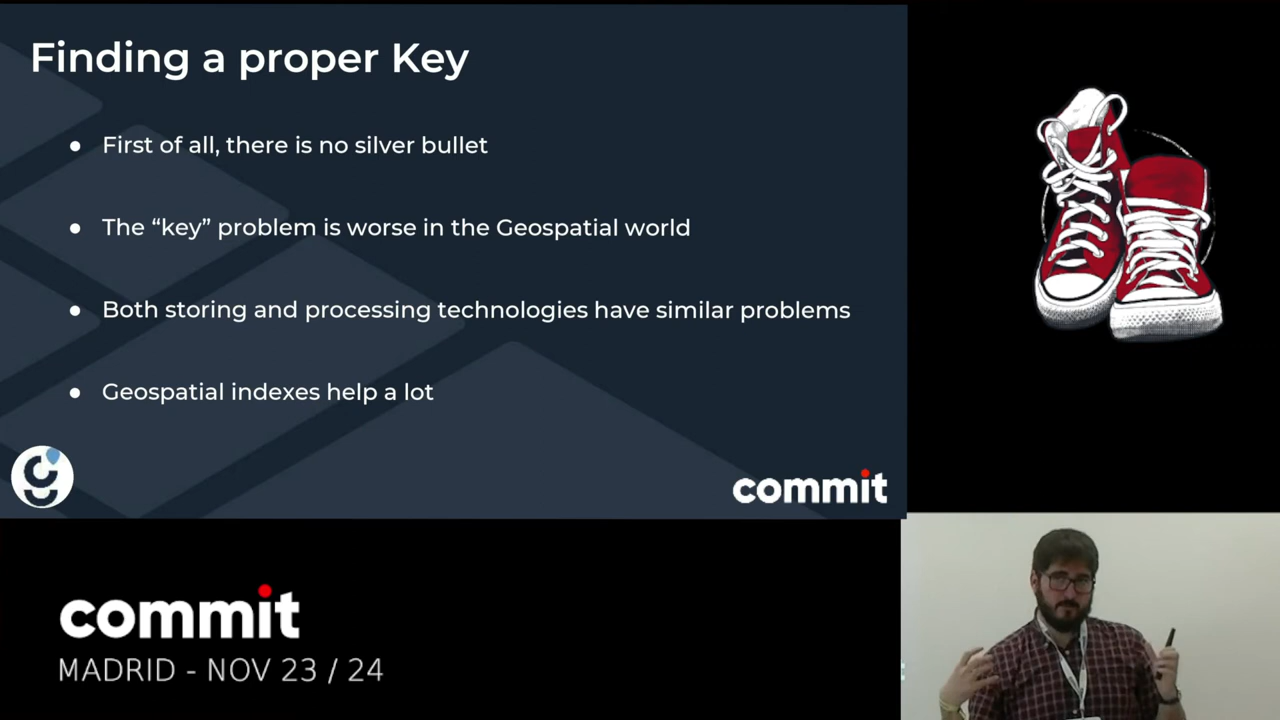 Finding a proper Key
● First of all, there is no silver bullet
● The “key” problem is worse in the Geospatial world
● Both storing and processing technologies have similar problems
● Geospatial indexes help a lot
commit
commit
MADRID - NOV 23 / 24